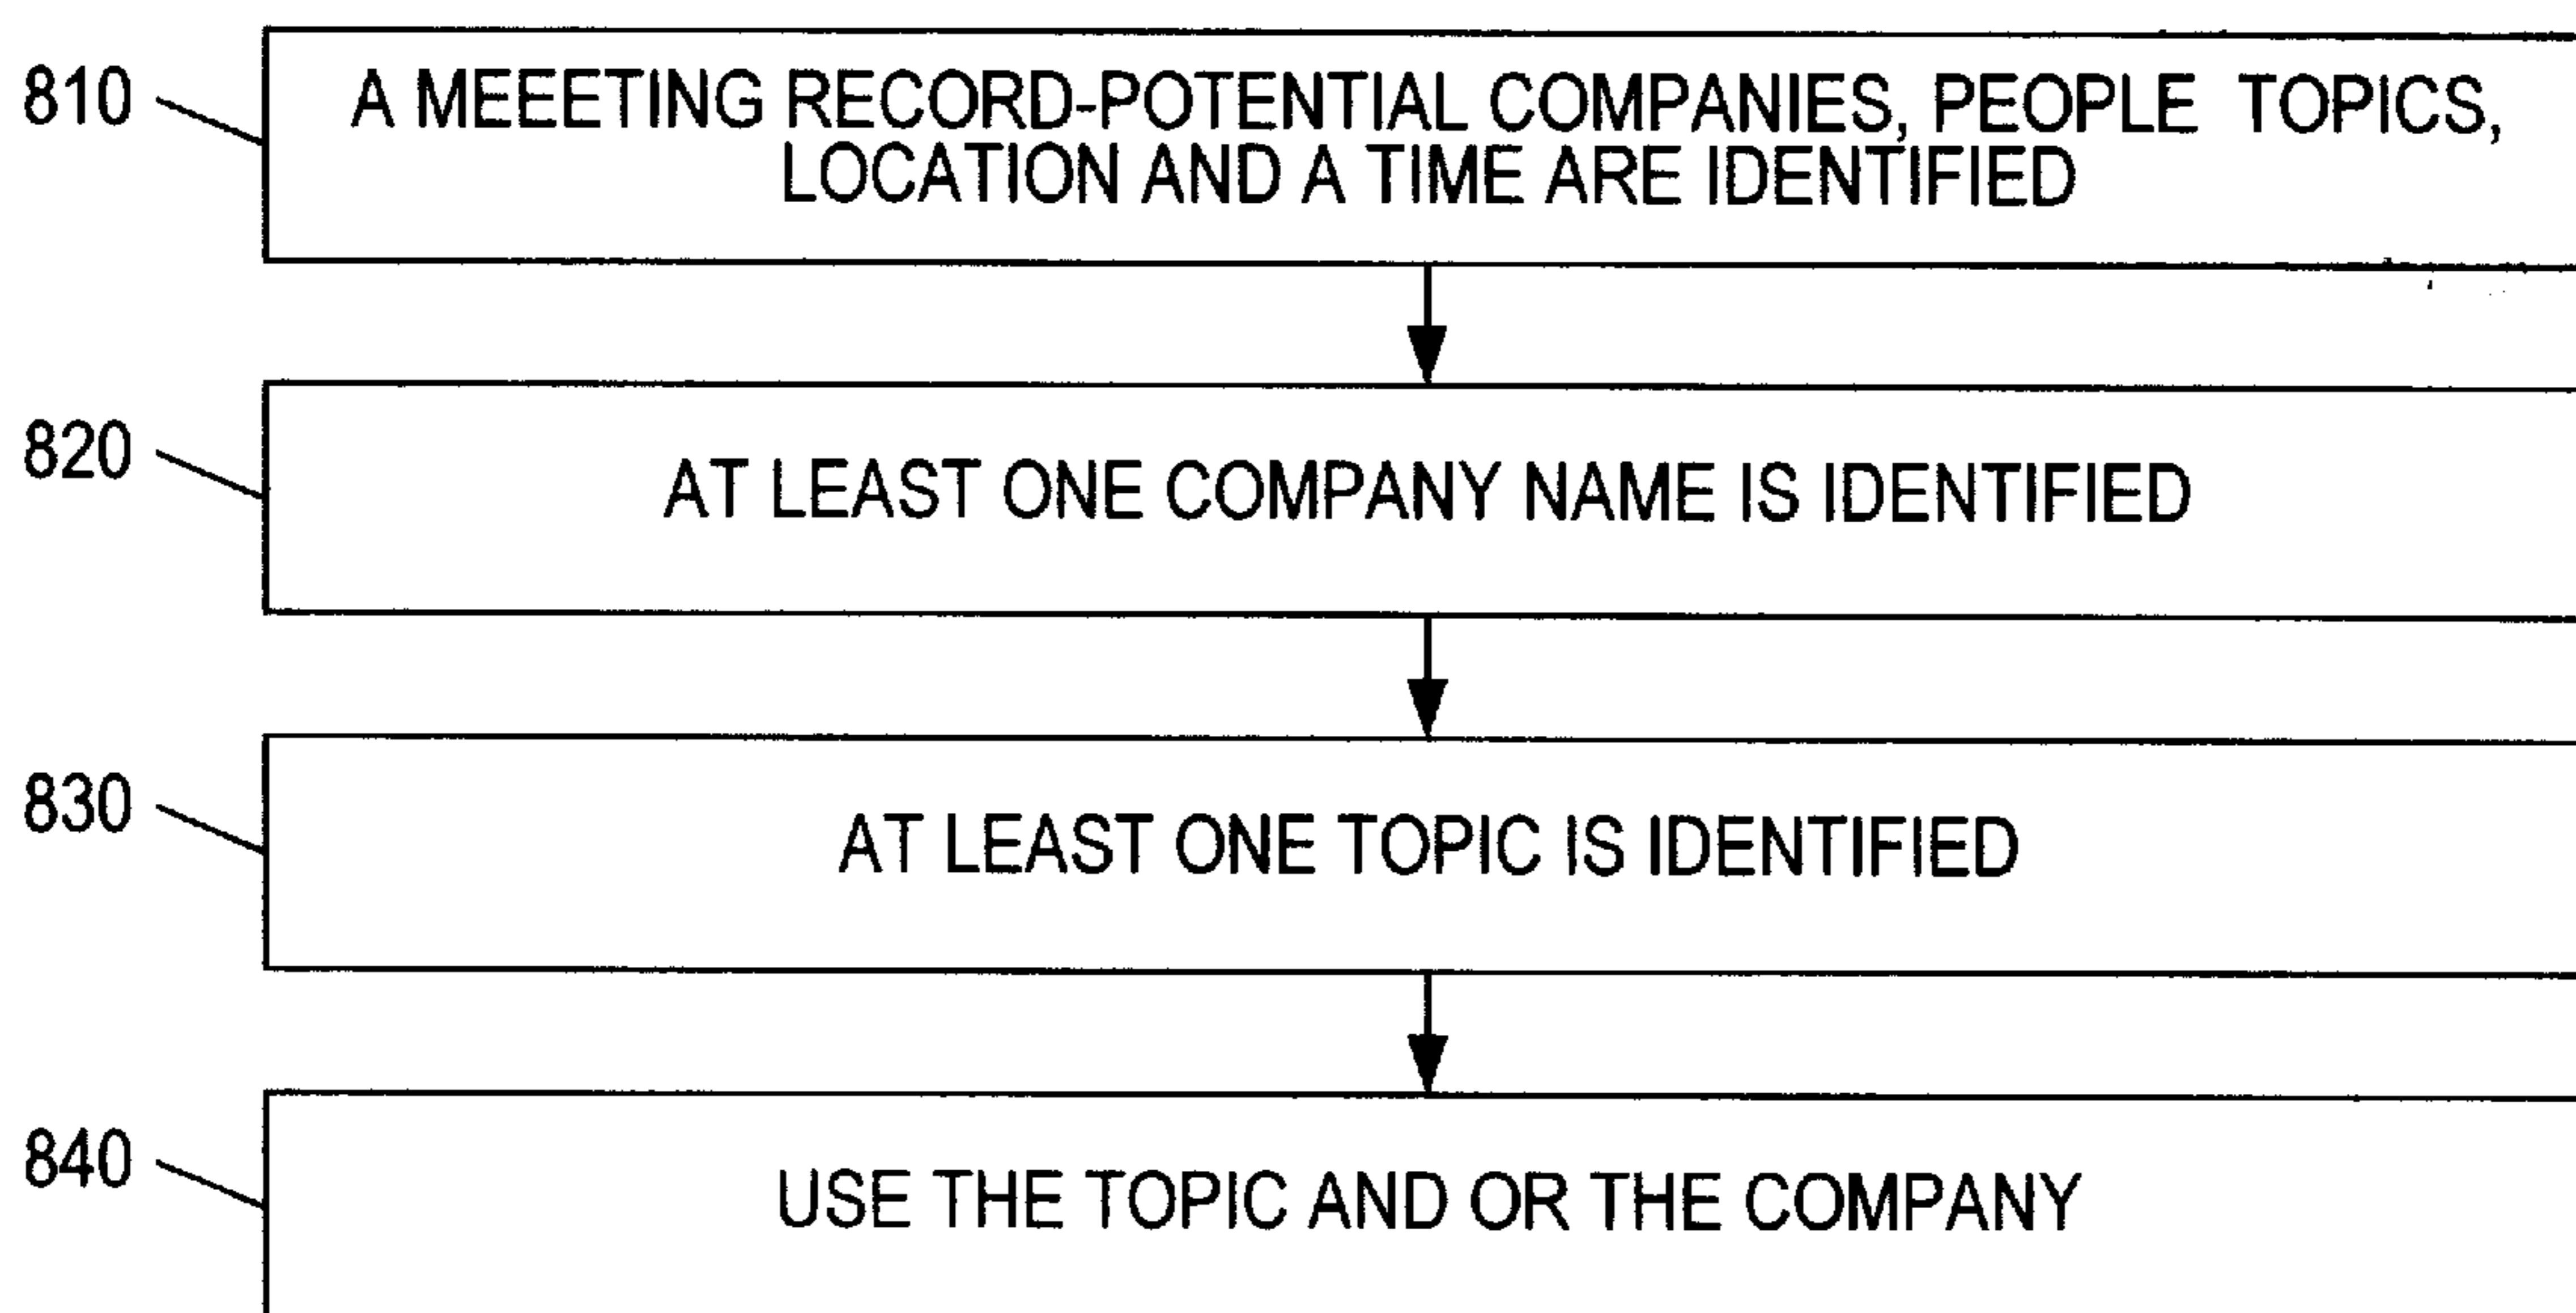 810
A MEEETING RECORD-POTENTIAL COMPANIES, PEOPLE TOPICS,
LOCATION AND A TIME ARE IDENTIFIED
820
AT LEAST ONE COMPANY NAME IS IDENTIFIED
830
AT LEAST ONE TOPIC IS IDENTIFIED
840
USE THE TOPIC AND OR THE COMPANY